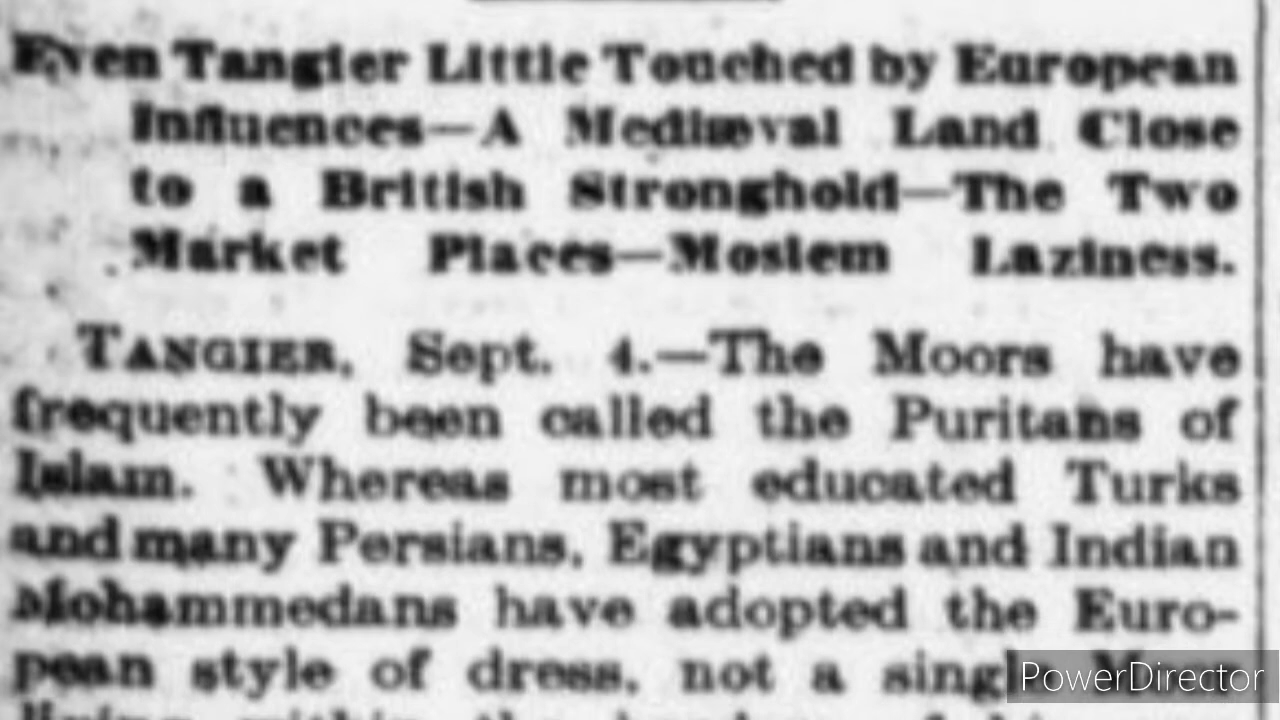 Even Tangier Little Touched by European
Influences—A Mediæval Land Close
to a British Stronghold—The Two
Market Places—Moslem Laziness.
TANGIER, Sept. 4.—The Moors have
frequently been called the Puritans of
Islam. Whereas most educated Turks
and many Persians, Egyptians and Indian
Mohammedans have adopted the Euro-
pean style of dress, not a single
PowerDirector